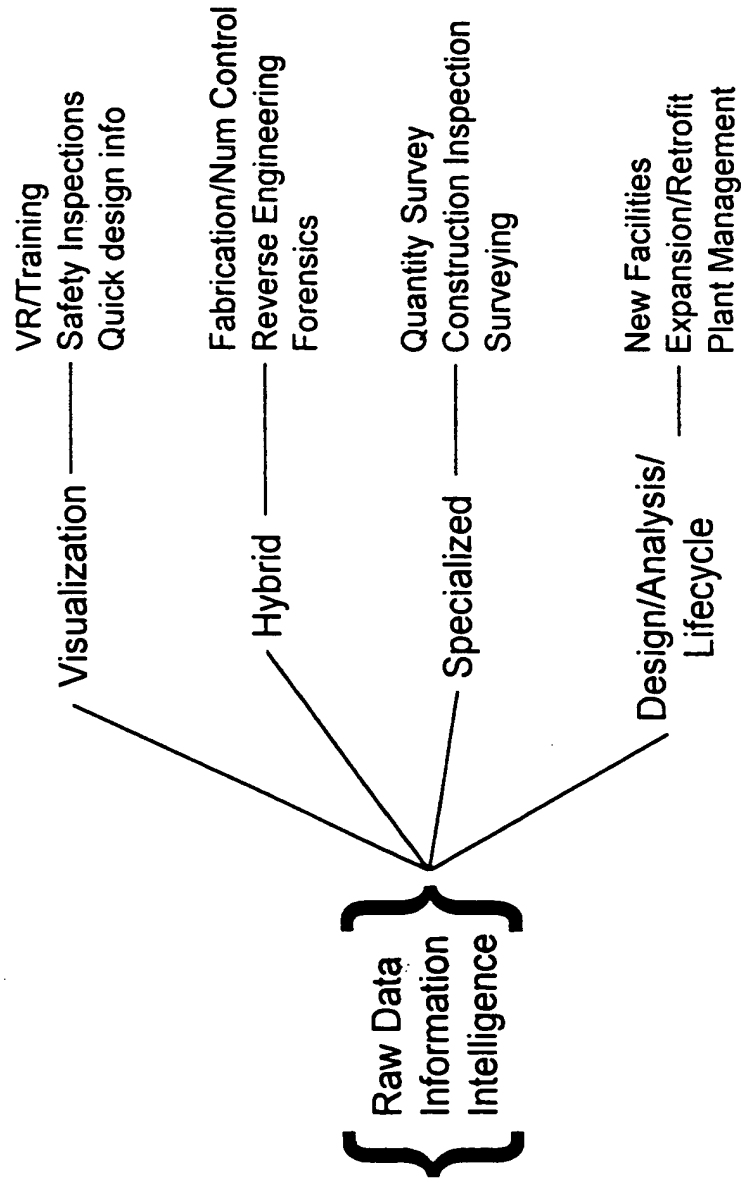 Raw Data
Information
Intelligence
Visualization
VR/Training
Safety Inspections
Quick design info
Hybrid
Fabrication/Num Control
Reverse Engineering
Forensics
Specialized
Quantity Survey
Construction Inspection
Surveying
Design/Analysis/
Lifecycle
New Facilities
Expansion/Retrofit
Plant Management